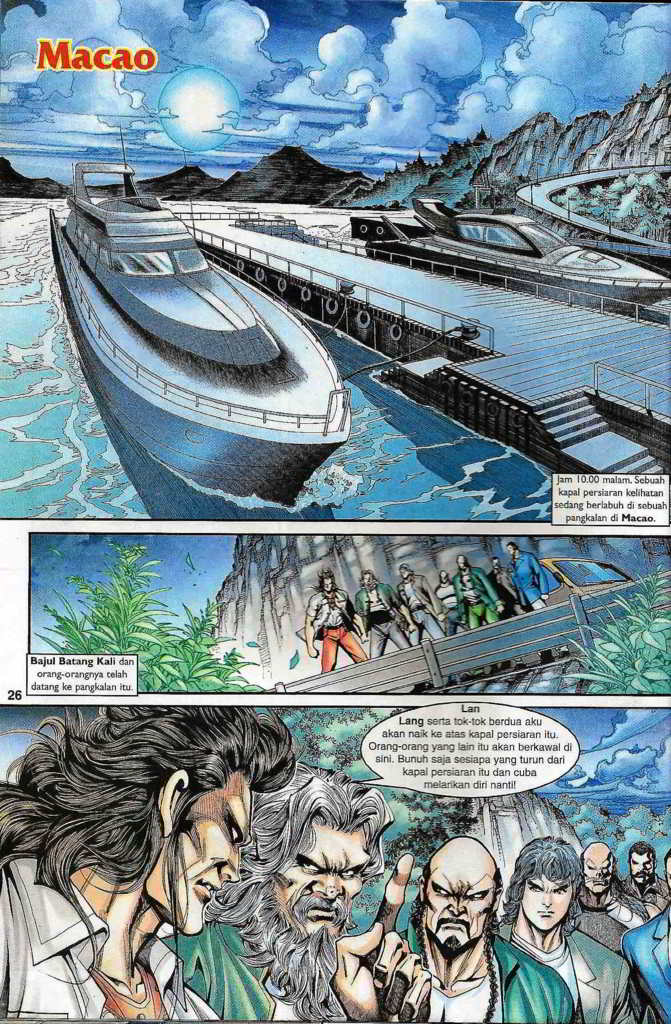 Macao
Jam 10.00 malam. Sebuah
kapal persiaran kelihatan
sedang berlabuh di sebuah
pangkalan di Macao.
Bajul Batang Kali dan
orang-orangnya telah
datang ke pangkalan itu.
26
Lan
Lang serta tok-tok berdua aku
akan naik ke atas kapal persiaran itu.
Orang-orang yang lain itu akan berkawal di
sini. Bunuh saja sesiapa yang turun dari
kapal persiaran itu dan cuba
melarikan diri nanti!